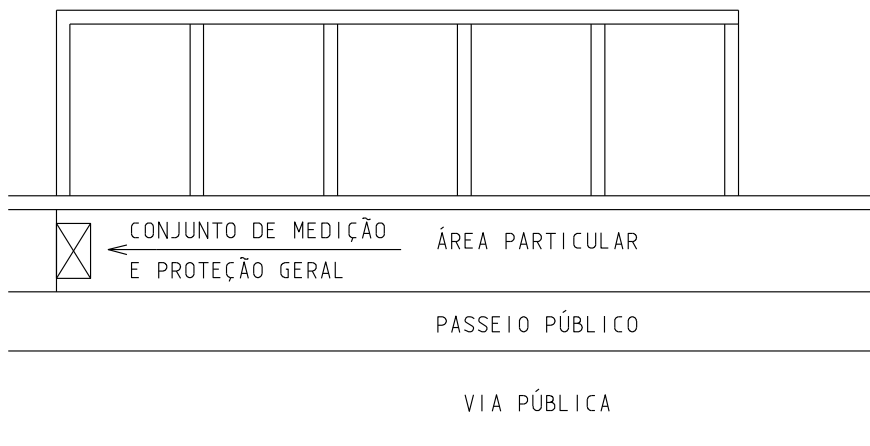 CONJUNTO DE MEDIÇÃO
E PROTEÇÃO GERAL
ÁREA PARTICULAR
PASSEIO PÚBLICO
VIA PÚBLICA